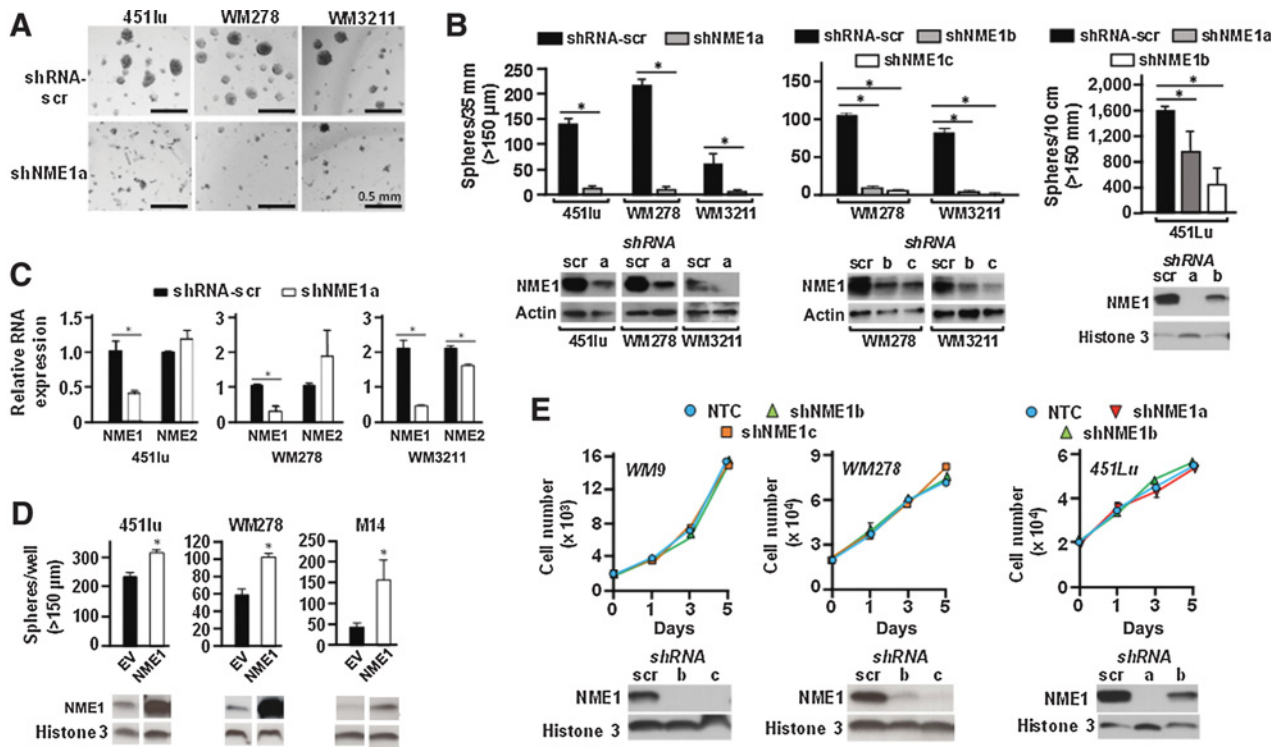 A
451lu WM278 WM3211
shRNA-
scr
shNME1a
0.5 mm
B
shRNA-scr shNME1a
Spheres/35 mm
(>150 µm)
200
150
100
50
0
* * *
451lu WM278 WM3211
shRNA
scr a scr a scr a
NME1
Actin
451lu WM278 WM3211
shRNA-scr shNME1b
shNME1c
100
50
0
* * * *
WM278 WM3211
shRNA
scr b c scr b c
NME1
Actin
WM278 WM3211
shRNA-scr shNME1a
shNME1b
Spheres/10 cm
(>150 mm)
2,000
1,600
1,200
800
400
0
* *
451Lu
shRNA
scr a b
NME1
Histone 3
C
shRNA-scr shNME1a
Relative RNA
expression
1.5
1.0
0.5
0
*
NME1 NME2
451lu
3
2
1
0
*
NME1 NME2
WM278
3
2
1
0
* *
NME1 NME2
WM3211
D
451lu WM278 M14
Spheres/well
(>150 µm)
300
200
100
0
*
EV NME1
120
100
80
60
40
20
0
*
EV NME1
250
200
150
100
50
0
*
EV NME1
NME1
Histone 3
E
NTC shNME1b
shNME1c
WM9
Cell number
(x 10³)
16
12
8
4
0
0 1 3 5
Days
WM278
Cell number
(x 10⁴)
9
6
3
0
0 1 3 5
Days
NTC shNME1a
shNME1b
451Lu
Cell number
(x 10⁴)
6
4
2
0
0 1 3 5
Days
shRNA
scr b c
NME1
Histone 3
shRNA
scr b c
NME1
Histone 3
shRNA
scr a b
NME1
Histone 3